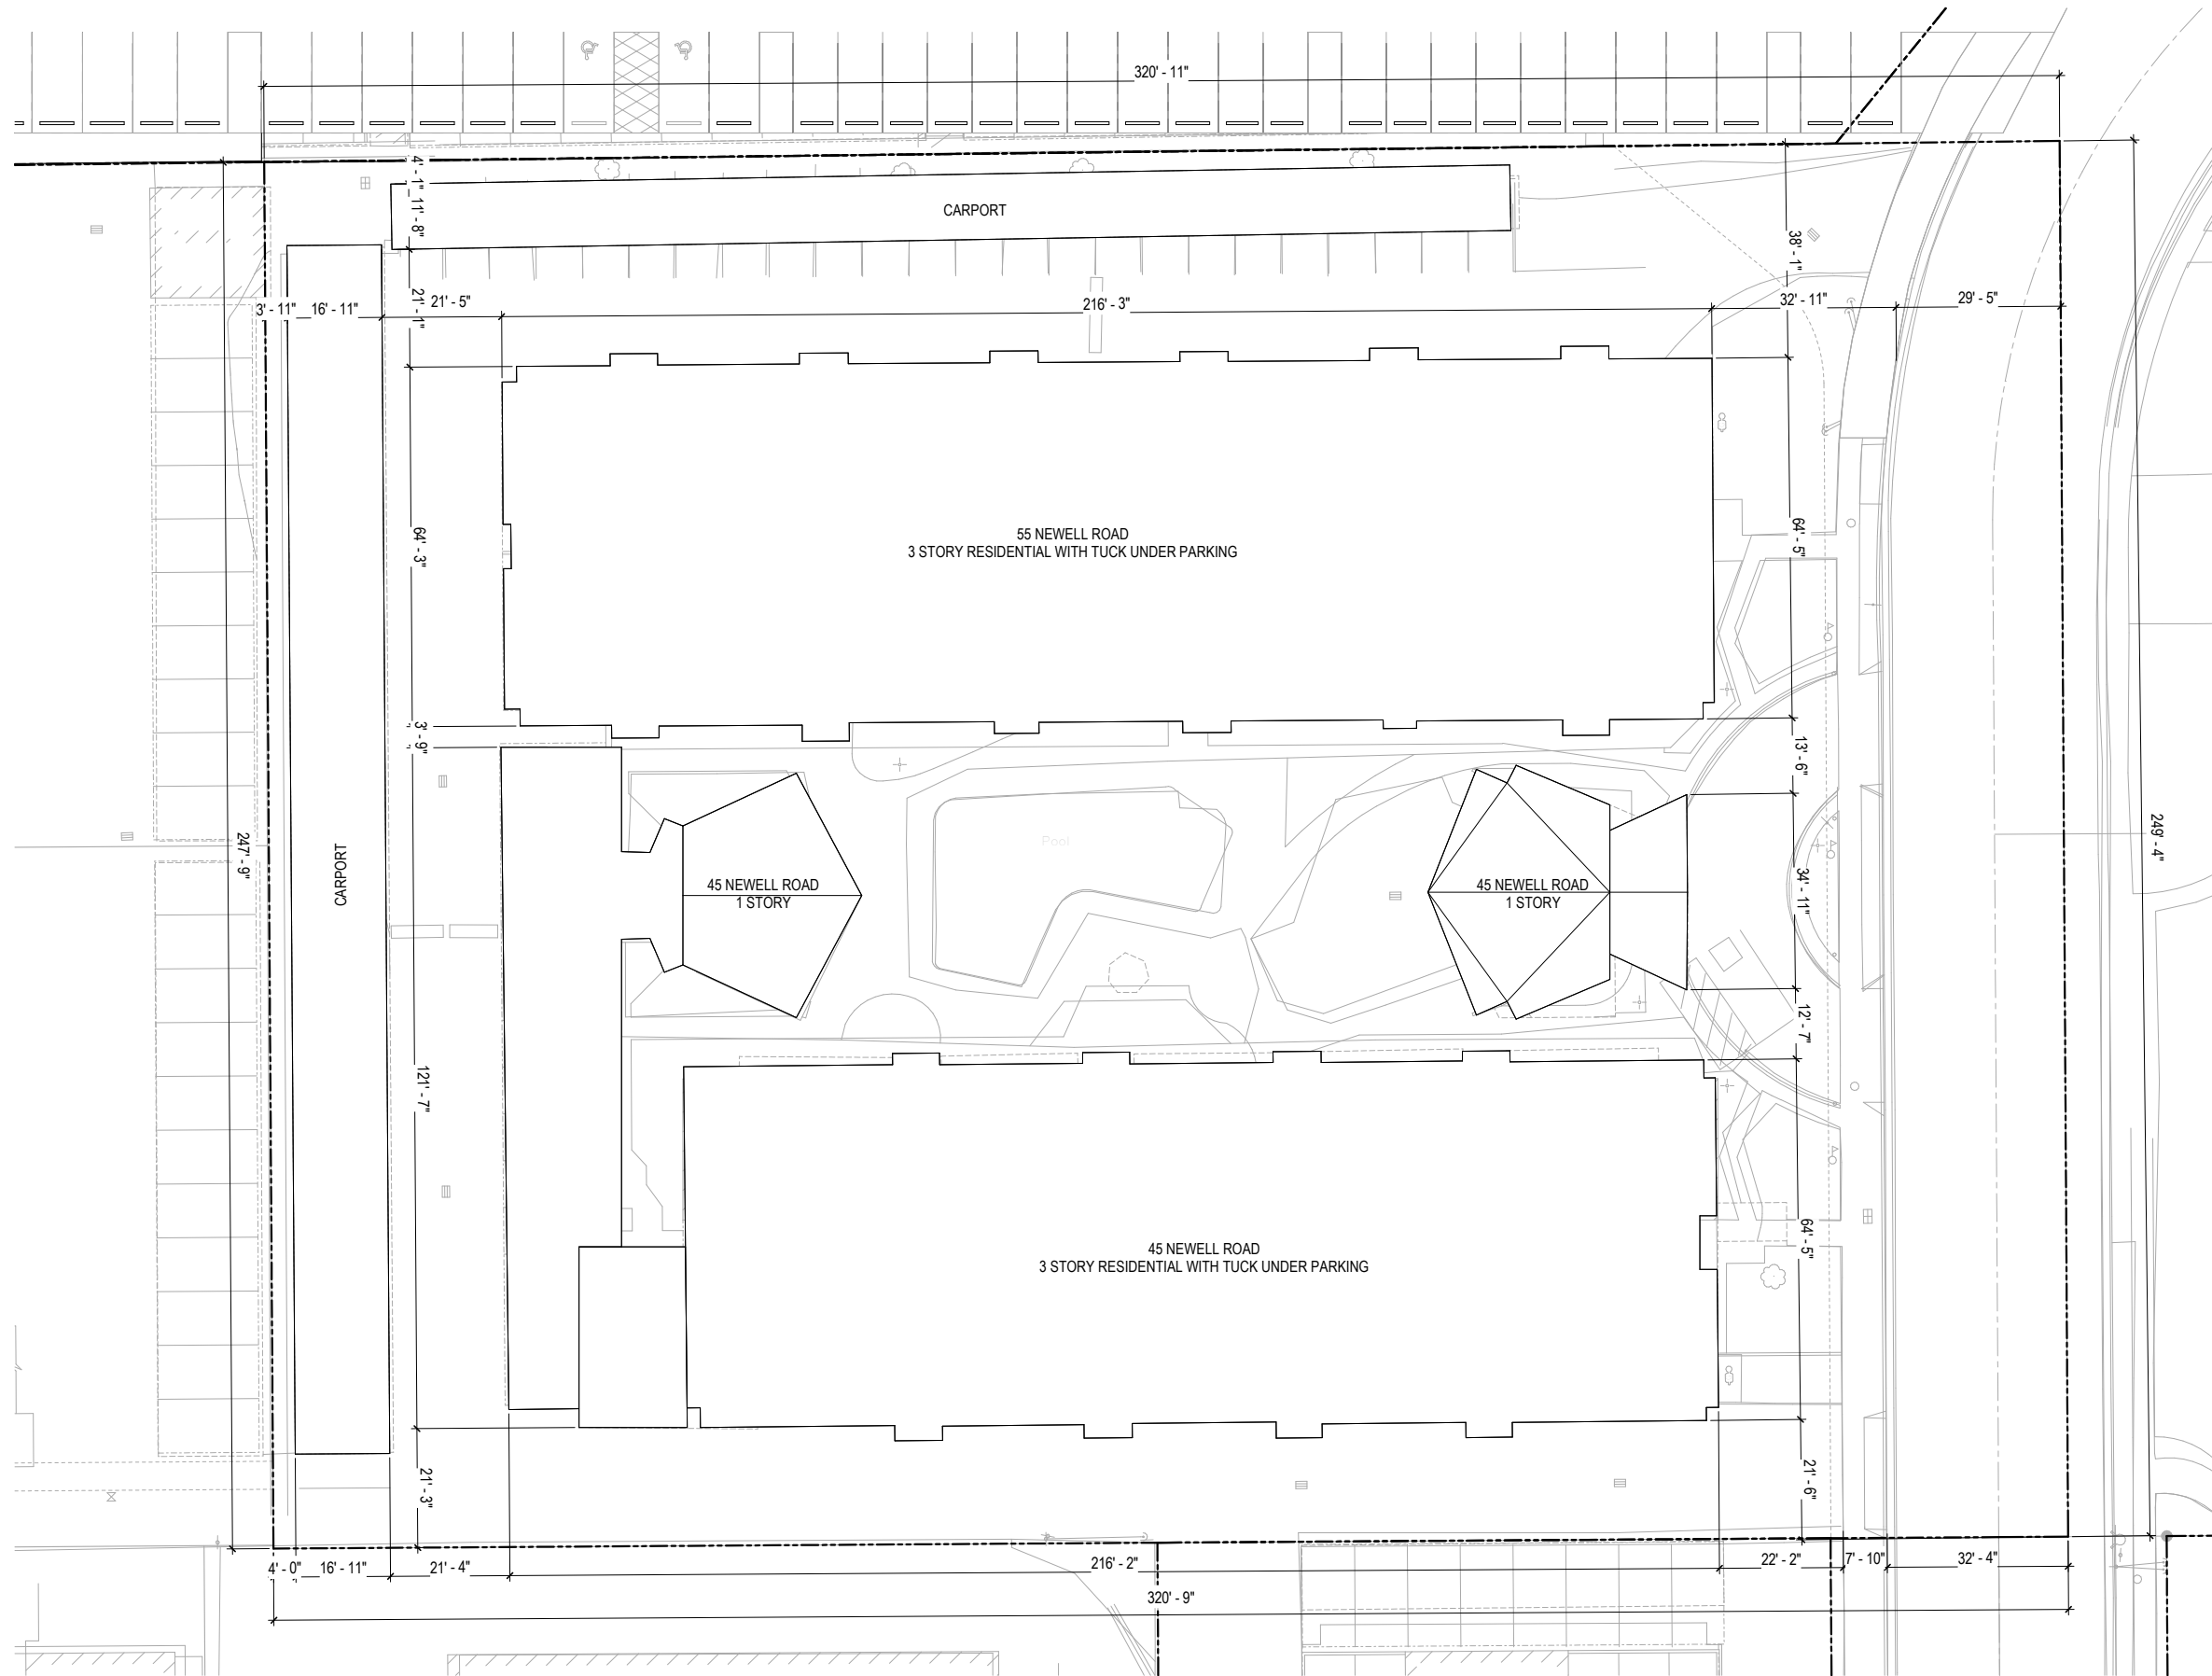 320' - 11"
4' - 1"
11' - 8"
CARPORT
38' - 1"
3' - 11"
16' - 11"
21' - 1"
21' - 5"
216' - 3"
32' - 11"
29' - 5"
55 NEWELL ROAD
3 STORY RESIDENTIAL WITH TUCK UNDER PARKING
64' - 3"
64' - 5"
3' - 9"
13' - 6"
Pool
247' - 9"
CARPORT
45 NEWELL ROAD
1 STORY
45 NEWELL ROAD
1 STORY
34' - 11"
249' - 4"
12' - 7"
121' - 7"
45 NEWELL ROAD
3 STORY RESIDENTIAL WITH TUCK UNDER PARKING
64' - 5"
21' - 3"
21' - 6"
4' - 0"
16' - 11"
21' - 4"
216' - 2"
22' - 2"
7' - 10"
32' - 4"
320' - 9"